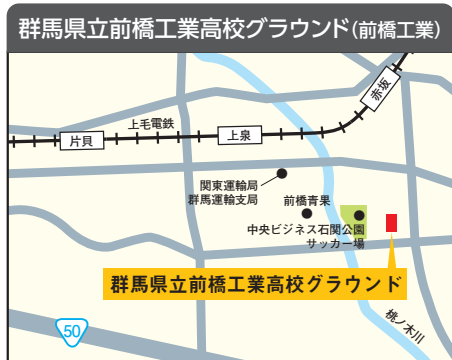 群馬県立前橋工業高校グラウンド(前橋工業)
赤坂
上毛電鉄
片貝
上泉
関東運輸局
群馬運輸支局
前橋青果
中央ビジネス石関公園
サッカー場
群馬県立前橋工業高校グラウンド
桃ノ木川
50